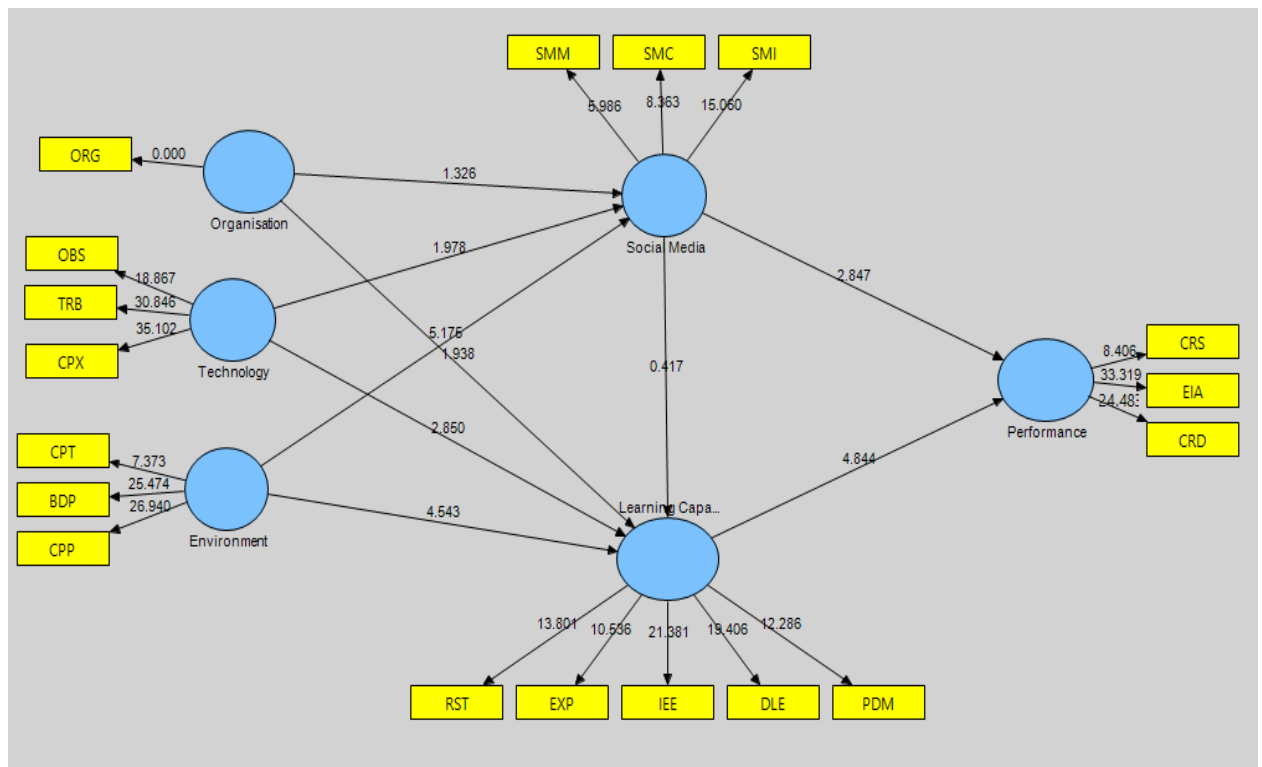 SMM
SMC
SMI
5.986
8.363
15.060
ORG
0.000
Organisation
1.326
Social Media
OBS
18.867
TRB
30.846
CPX
35.102
Technology
1.978
2.847
5.175
1.938
0.417
CRS
8.406
EIA
33.319
CRD
24.483
Performance
2.850
CPT
7.373
BDP
25.474
CPP
26.940
Environment
4.543
4.844
Learning Capa...
13.801
10.536
21.381
19.406
12.286
RST
EXP
IEE
DLE
PDM